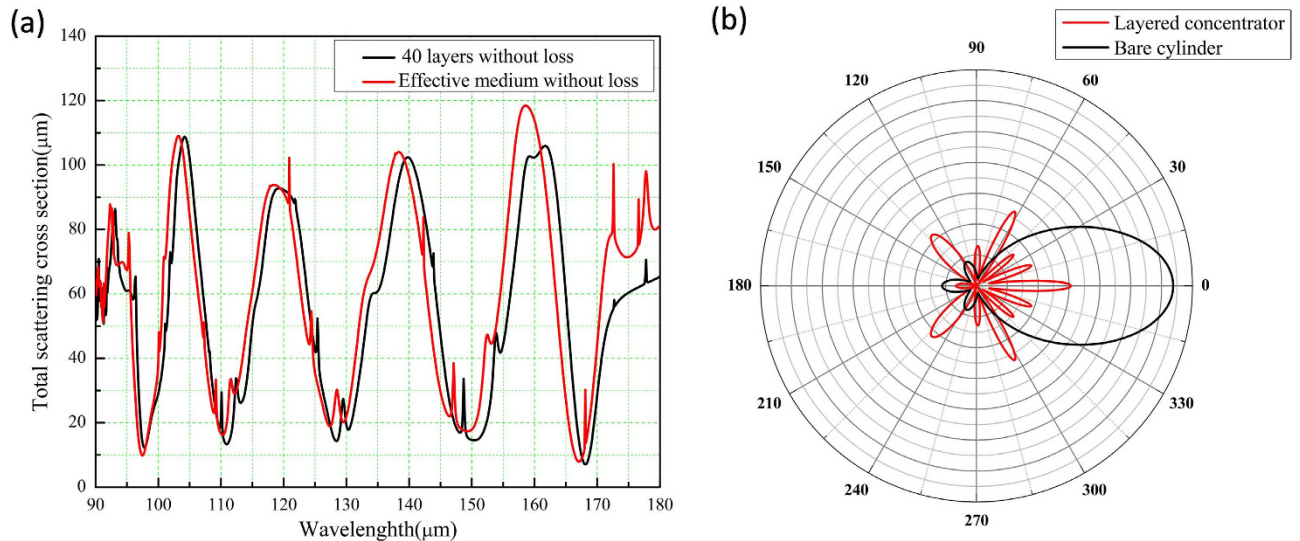 (a)
140
120
100
80
60
40
20
0
Total scattering cross section(μm)
40 layers without loss
Effective medium without loss
90 100 110 120 130 140 150 160 170 180
Wavelenghth(μm)
(b)
Layered concentrator
Bare cylinder
90
120 60
150 30
180 0
210 330
240 300
270